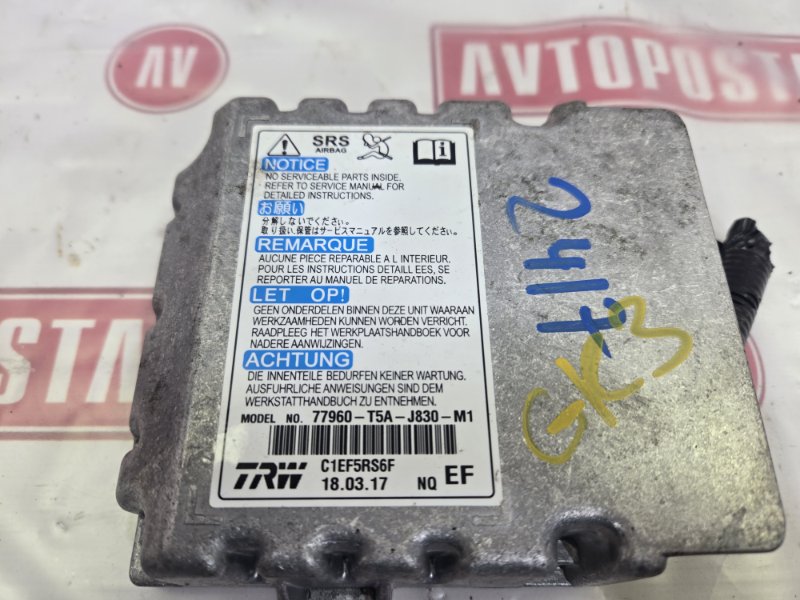 AV
AVTOPOSTA
SRS
AIRBAG
NOTICE
NO SERVICEABLE PARTS INSIDE,
REFER TO SERVICE MANUAL FOR
DETAILED INSTRUCTIONS.
お願い
分解しないでください。
取り扱い、保管はサービスマニュアルを参照してください。
REMARQUE
AUCUNE PIECE REPARABLE A L INTERIEUR.
POUR LES INSTRUCTIONS DETAILL EES, SE
REPORTER AU MANUEL DE REPARATIONS.
LET OP!
GEEN ONDERDELEN BINNEN DEZE UNIT WAARAAN
WERKZAAMHEDEN KUNNEN WORDEN VERRICHT.
RAADPLEEG HET WERKPLAATSHANDBOEK VOOR
NADERE AANWIJZINGEN.
ACHTUNG
DIE INNENTEILE BEDURFEN KEINER WARTUNG.
AUSFUHRLICHE ANWEISUNGEN SIND DEM
WERKSTATTHANDBUCH ZU ENTNEHMEN.
MODEL NO. 77960-T5A-J830-M1
TRW C1EF5RS6F
18.03.17 NQ EF
2417
GK3
OSTA